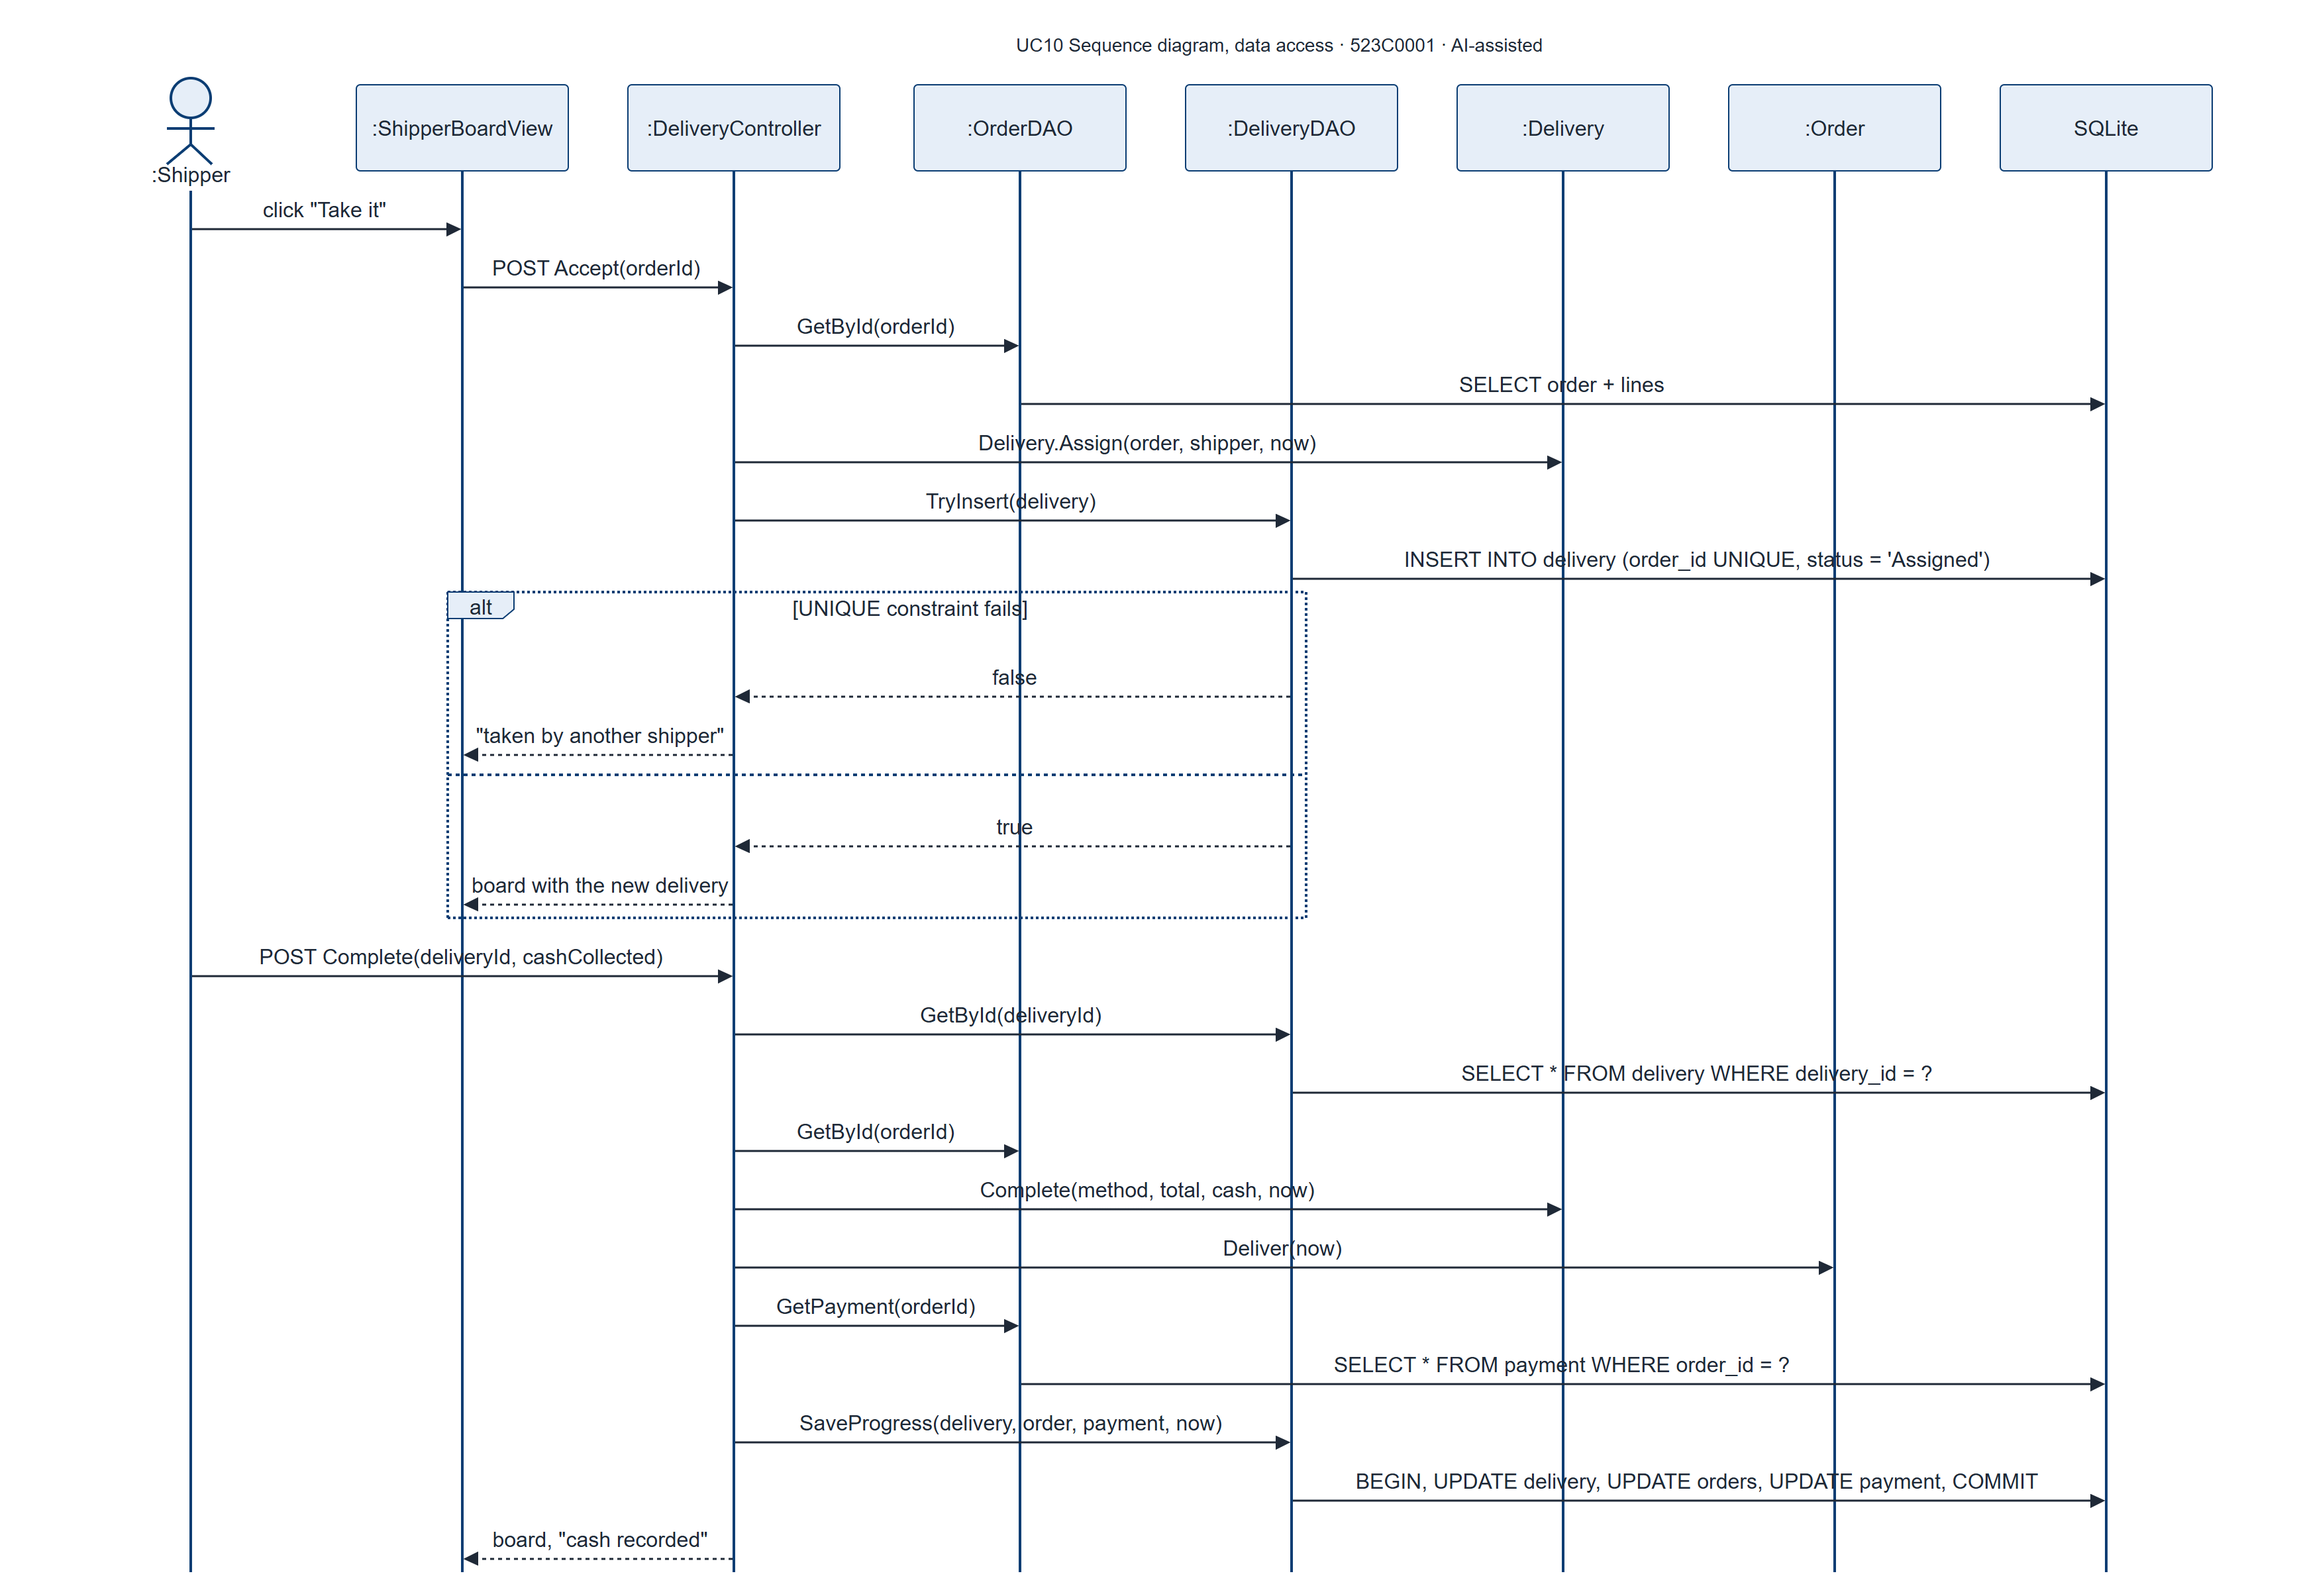 UC10 Sequence diagram, data access · 523C0001 · AI-assisted
:Shipper
:ShipperBoardView
:DeliveryController
:OrderDAO
:DeliveryDAO
:Delivery
:Order
SQLite
click "Take it"
POST Accept(orderId)
GetById(orderId)
SELECT order + lines
Delivery.Assign(order, shipper, now)
TryInsert(delivery)
INSERT INTO delivery (order_id UNIQUE, status = 'Assigned')
alt
[UNIQUE constraint fails]
false
"taken by another shipper"
true
board with the new delivery
POST Complete(deliveryId, cashCollected)
GetById(deliveryId)
SELECT * FROM delivery WHERE delivery_id = ?
GetById(orderId)
Complete(method, total, cash, now)
Deliver(now)
GetPayment(orderId)
SELECT * FROM payment WHERE order_id = ?
SaveProgress(delivery, order, payment, now)
BEGIN, UPDATE delivery, UPDATE orders, UPDATE payment, COMMIT
board, "cash recorded"